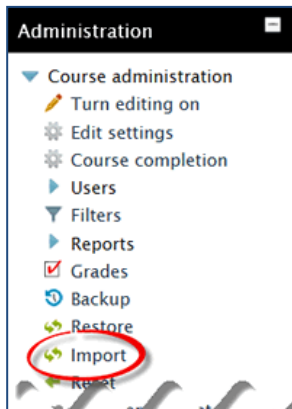 Administration
Course administration
Turn editing on
Edit settings
Course completion
Users
Filters
Reports
Grades
Backup
Restore
Import
Reset